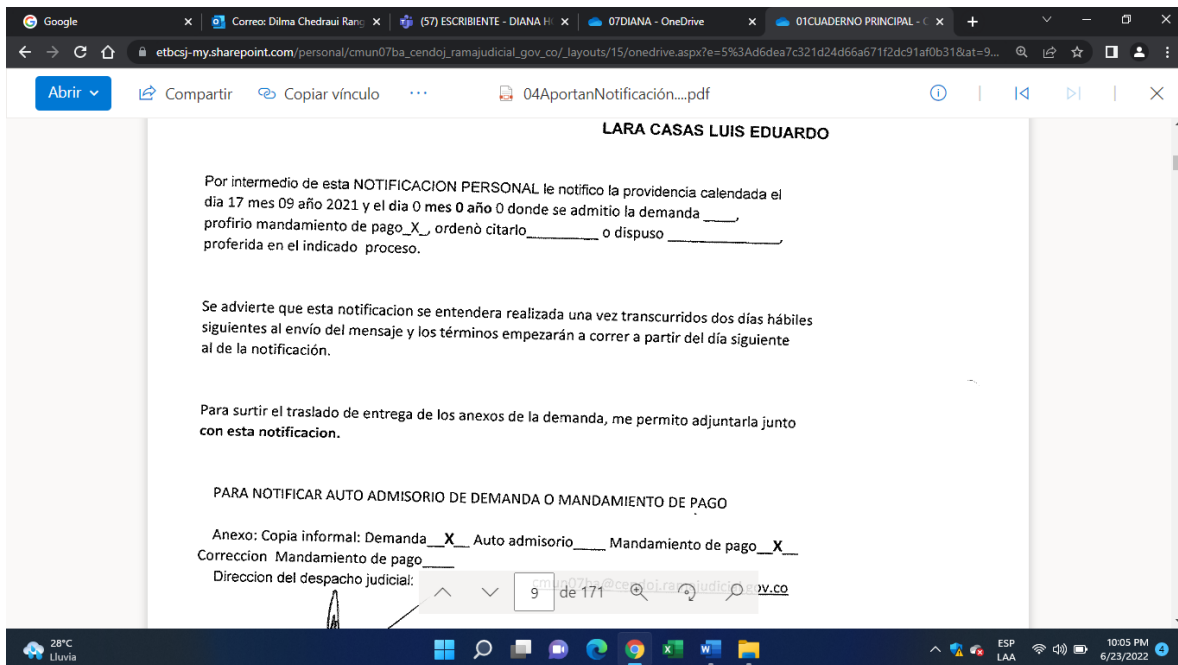 Google
Correo: Dilma Chedraui Rang
(57) ESCRIBIENTE - DIANA H
07DIANA - OneDrive
01CUADERNO PRINCIPAL - O
etbcsj-my.sharepoint.com/personal/cmun07ba_cendoj_ramajudicial_gov_co/_layouts/15/onedrive.aspx?e=5%3Ad6dea7c321d24d66a671f2dc91af0b31&at=9...
Abrir
Compartir
Copiar vínculo
...
04AportanNotificación....pdf
LARA CASAS LUIS EDUARDO
Por intermedio de esta NOTIFICACION PERSONAL le notifico la providencia calendada el
dia 17 mes 09 año 2021 y el dia 0 mes 0 año 0 donde se admitio la demanda ____,
profirio mandamiento de pago_X_, ordenò citarlo_________ o dispuso ______________,
proferida en el indicado proceso.
Se advierte que esta notificacion se entendera realizada una vez transcurridos dos días hábiles
siguientes al envío del mensaje y los términos empezarán a correr a partir del día siguiente
al de la notificación.
Para surtir el traslado de entrega de los anexos de la demanda, me permito adjuntarla junto
con esta notificacion.
PARA NOTIFICAR AUTO ADMISORIO DE DEMANDA O MANDAMIENTO DE PAGO
Anexo: Copia informal: Demanda__X__ Auto admisorio____ Mandamiento de pago__X__
Correccion Mandamiento de pago____
Direccion del despacho judicial: cmun07ba@cendoj.ramajudicial.gov.co
9 de 171
28°C
Lluvia
ESP
LAA
10:05 PM
6/23/2022
4